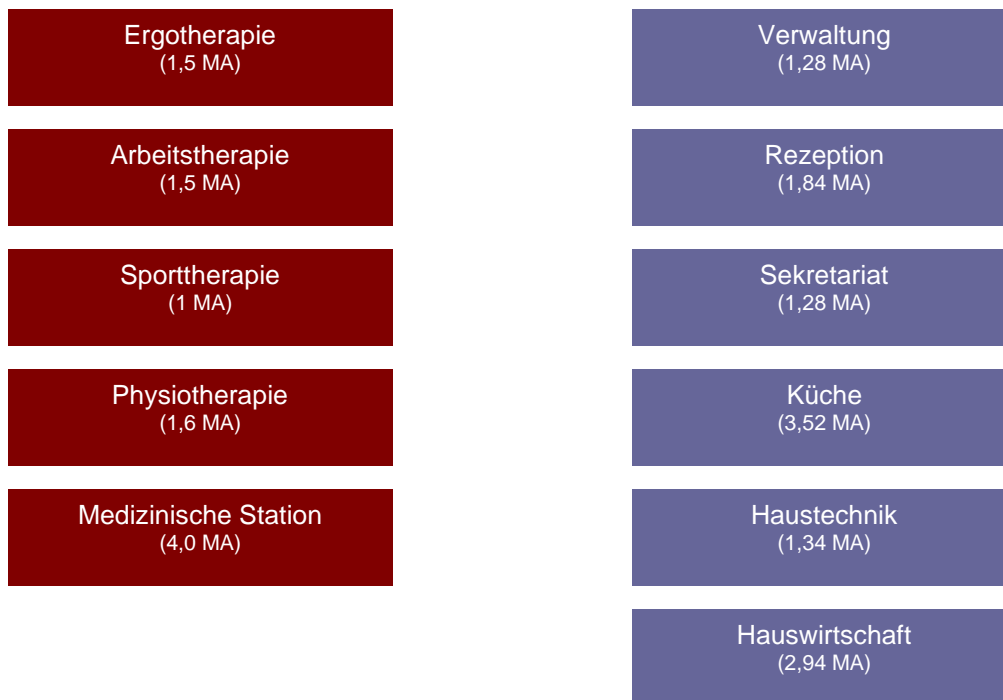 Ergotherapie
(1,5 MA)
Arbeitstherapie
(1,5 MA)
Sporttherapie
(1 MA)
Physiotherapie
(1,6 MA)
Medizinische Station
(4,0 MA)
Verwaltung
(1,28 MA)
Rezeption
(1,84 MA)
Sekretariat
(1,28 MA)
Küche
(3,52 MA)
Haustechnik
(1,34 MA)
Hauswirtschaft
(2,94 MA)